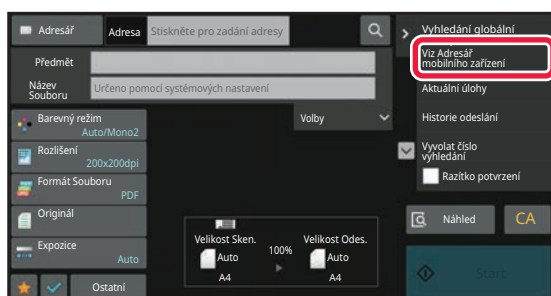 Adresář
Adresa
Stiskněte pro zadání adresy
Předmět
Název
Souboru
Určeno pomocí systémových nastavení
Barevný režim
Auto/Mono2
Rozlišení
200x200dpi
Formát Souboru
PDF
Originál
Expozice
Auto
Ostatní
Volby
Velikost Sken.
100%
Velikost Odes.
Auto
Auto
A4
A4
Vyhledání globální
Viz Adresář
mobilního zařízení
Aktuální úlohy
Historie odeslání
Vyvolat číslo
vyhledání
Razítko potvrzení
Náhled
CA
Start